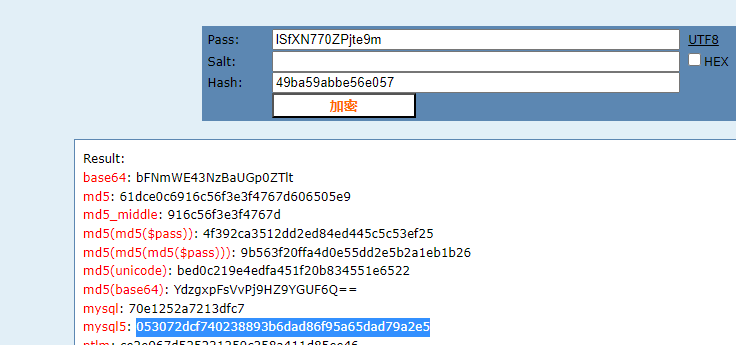 Pass: lSfXN770ZPjte9m UTF8
Salt: HEX
Hash: 49ba59abbe56e057
加密
Result:
base64: bFNmWE43NzBaUGp0ZTlt
md5: 61dce0c6916c56f3e3f4767d606505e9
md5_middle: 916c56f3e3f4767d
md5(md5($pass)): 4f392ca3512dd2ed84ed445c5c53ef25
md5(md5(md5($pass))): 9b563f20ffa4d0e55dd2e5b2a1eb1b26
md5(unicode): bed0c219e4edfa451f20b834551e6522
md5(base64): YdzgxpFsVvPj9HZ9YGUF6Q==
mysql: 70e1252a7213dfc7
mysql5: 053072dcf740238893b6dad86f95a65dad79a2e5